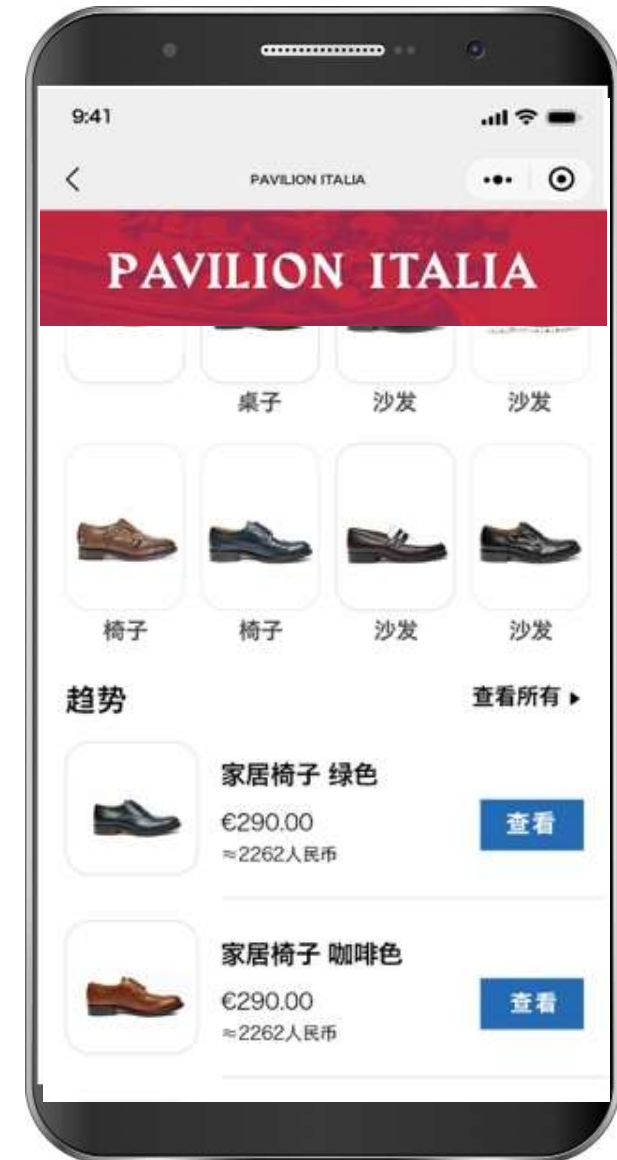 9:41
PAVILION ITALIA
PAVILION ITALIA
桌子 沙发 沙发
椅子 椅子 沙发 沙发
趋势 查看所有
家居椅子 绿色
€290.00 查看
≈2262人民币
家居椅子 咖啡色
€290.00 查看
≈2262人民币